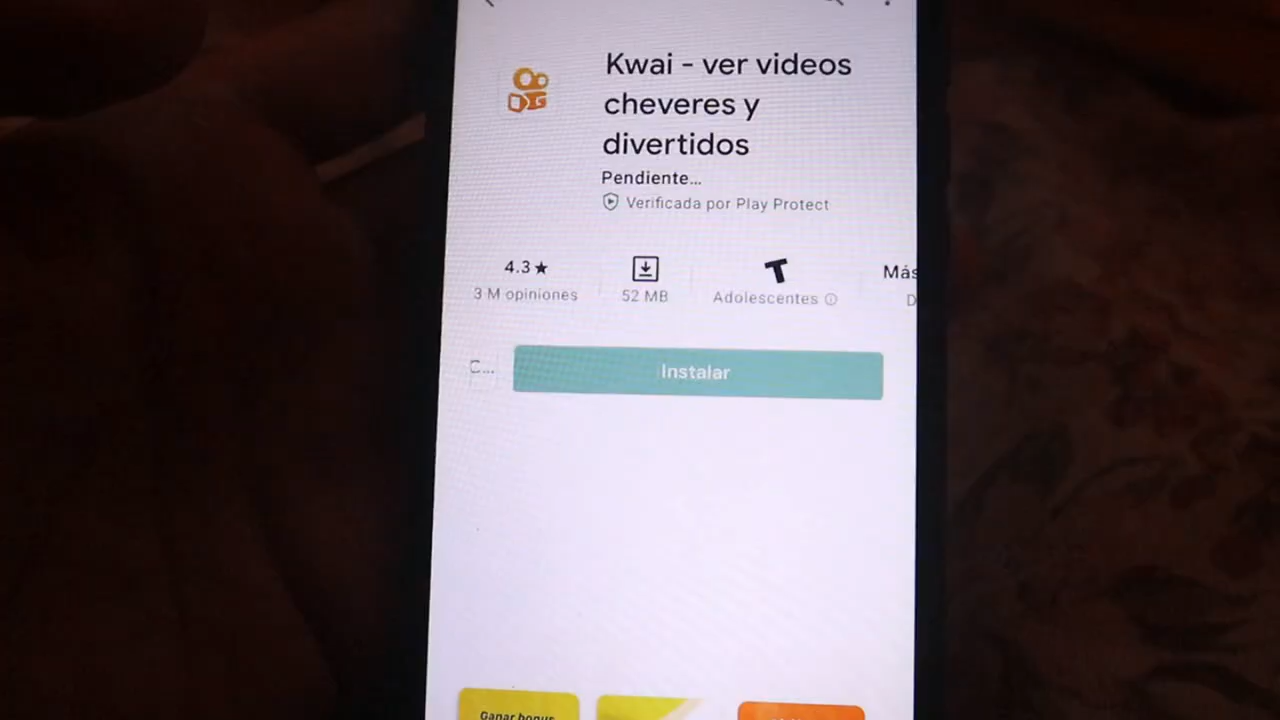 Kwai - ver videos
cheveres y
divertidos
Pendiente...
Verificada por Play Protect
4.3★
3 M opiniones
52 MB
Adolescentes
Más
D
C...
Instalar
Ganar bonus